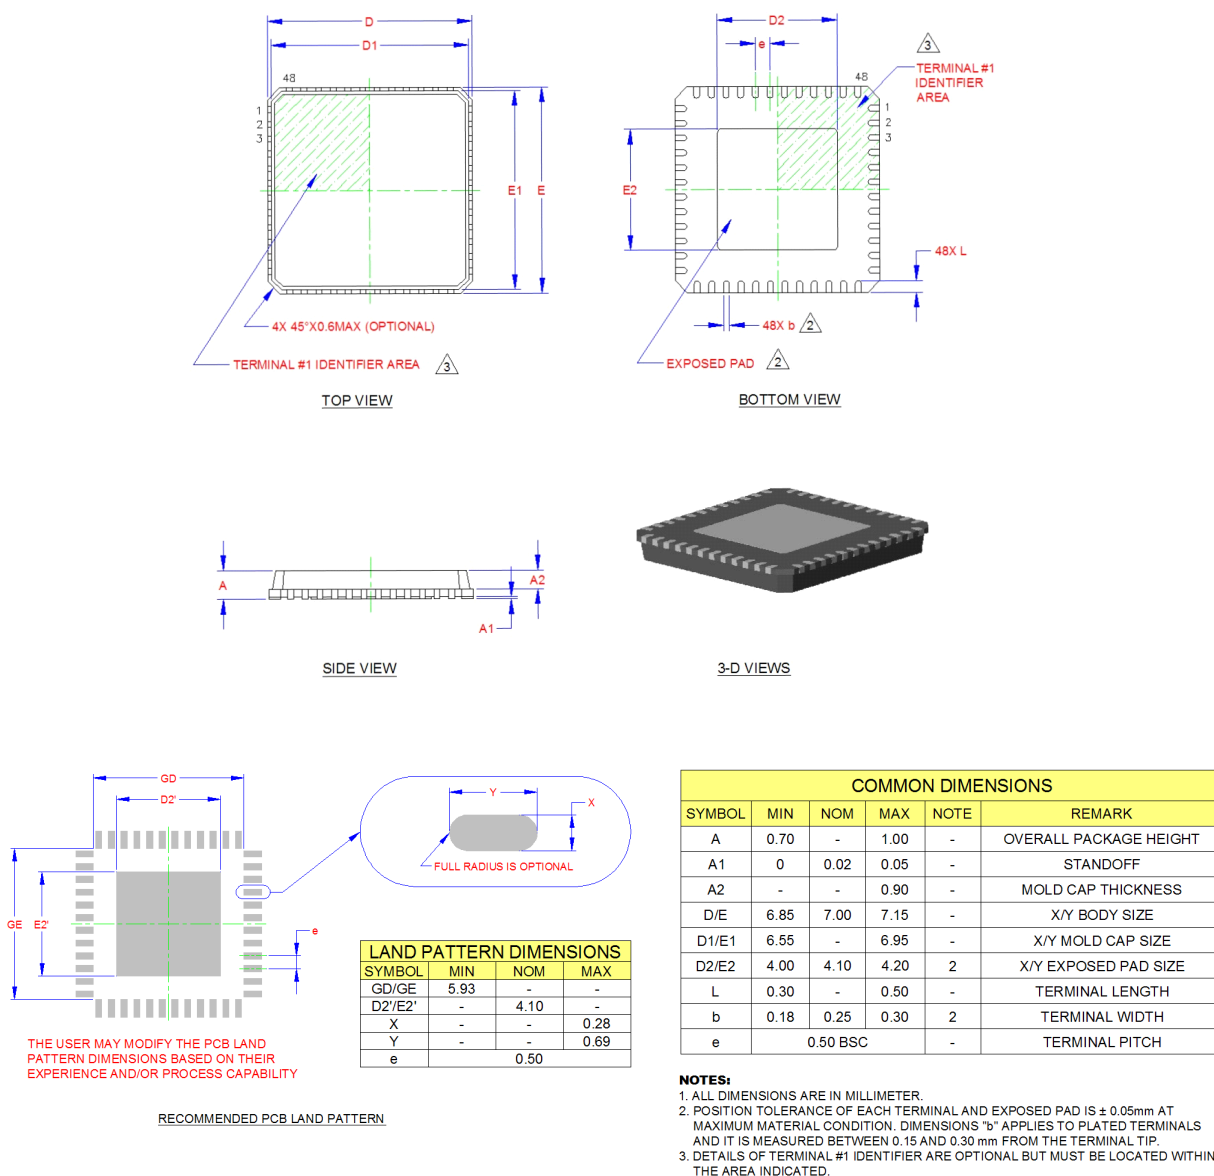 D
D1
48
1
2
3
E1
E
4X 45°X0.6MAX (OPTIONAL)
TERMINAL #1 IDENTIFIER AREA 3
TOP VIEW
D2
e
3
TERMINAL #1
IDENTIFIER
AREA
48
1
2
3
E2
48X L
48X b 2
EXPOSED PAD 2
BOTTOM VIEW
A
A2
A1
SIDE VIEW
3-D VIEWS
GD
D2'
GE
E2'
e
Y
X
FULL RADIUS IS OPTIONAL
THE USER MAY MODIFY THE PCB LAND
PATTERN DIMENSIONS BASED ON THEIR
EXPERIENCE AND/OR PROCESS CAPABILITY
RECOMMENDED PCB LAND PATTERN
LAND PATTERN DIMENSIONS
SYMBOL MIN NOM MAX
GD/GE 5.93 - -
D2'/E2' - 4.10 -
X - - 0.28
Y - - 0.69
e 0.50
COMMON DIMENSIONS
SYMBOL MIN NOM MAX NOTE REMARK
A 0.70 - 1.00 - OVERALL PACKAGE HEIGHT
A1 0 0.02 0.05 - STANDOFF
A2 - - 0.90 - MOLD CAP THICKNESS
D/E 6.85 7.00 7.15 - X/Y BODY SIZE
D1/E1 6.55 - 6.95 - X/Y MOLD CAP SIZE
D2/E2 4.00 4.10 4.20 2 X/Y EXPOSED PAD SIZE
L 0.30 - 0.50 - TERMINAL LENGTH
b 0.18 0.25 0.30 2 TERMINAL WIDTH
e 0.50 BSC - TERMINAL PITCH
NOTES:
1. ALL DIMENSIONS ARE IN MILLIMETER.
2. POSITION TOLERANCE OF EACH TERMINAL AND EXPOSED PAD IS ± 0.05mm AT
MAXIMUM MATERIAL CONDITION. DIMENSIONS "b" APPLIES TO PLATED TERMINALS
AND IT IS MEASURED BETWEEN 0.15 AND 0.30 mm FROM THE TERMINAL TIP.
3. DETAILS OF TERMINAL #1 IDENTIFIER ARE OPTIONAL BUT MUST BE LOCATED WITHIN
THE AREA INDICATED.